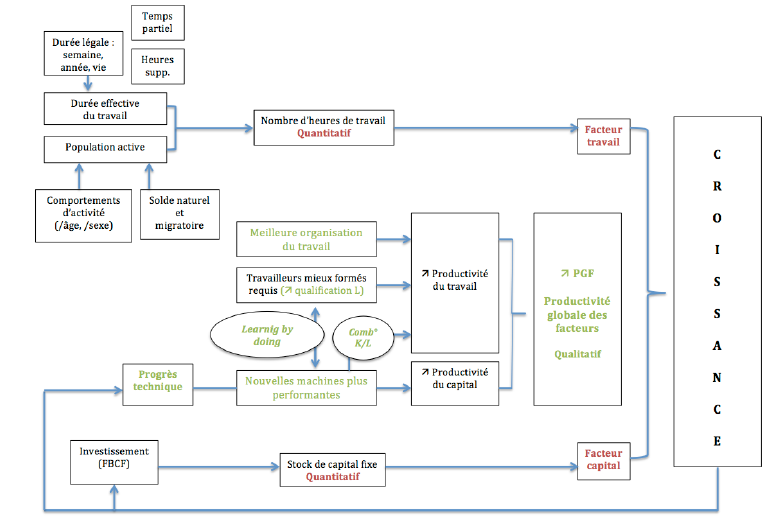 Temps
partiel
Durée légale :
semaine,
année, vie
Heures
supp.
Durée effective
du travail
Population active
Nombre d'heures de travail
Quantitatif
Facteur
travail
Comportements
d'activité
(/âge, /sexe)
Solde naturel
et
migratoire
Meilleure organisation
du travail
Travailleurs mieux formés
requis (↗ qualification L)
↗ Productivité
du travail
Learnig by
doing
Comb°
K/L
↗ PGF
Productivité
globale des
facteurs
Qualitatif
Progrès
technique
Nouvelles machines plus
performantes
↗ Productivité
du capital
Investissement
(FBCF)
Stock de capital fixe
Quantitatif
Facteur
capital
C
R
O
I
S
S
A
N
C
E